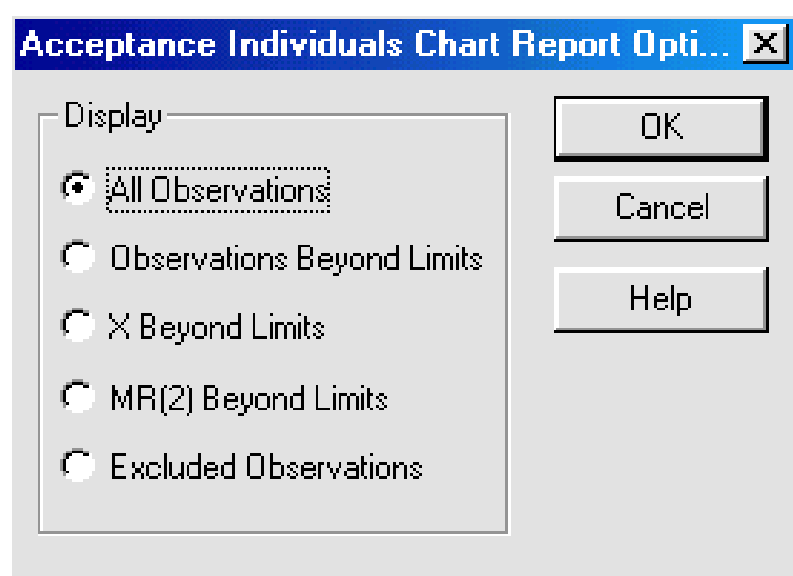 Acceptance Individuals Chart Report Opti...
Display
All Observations
Observations Beyond Limits
X Beyond Limits
MR(2) Beyond Limits
Excluded Observations
OK
Cancel
Help